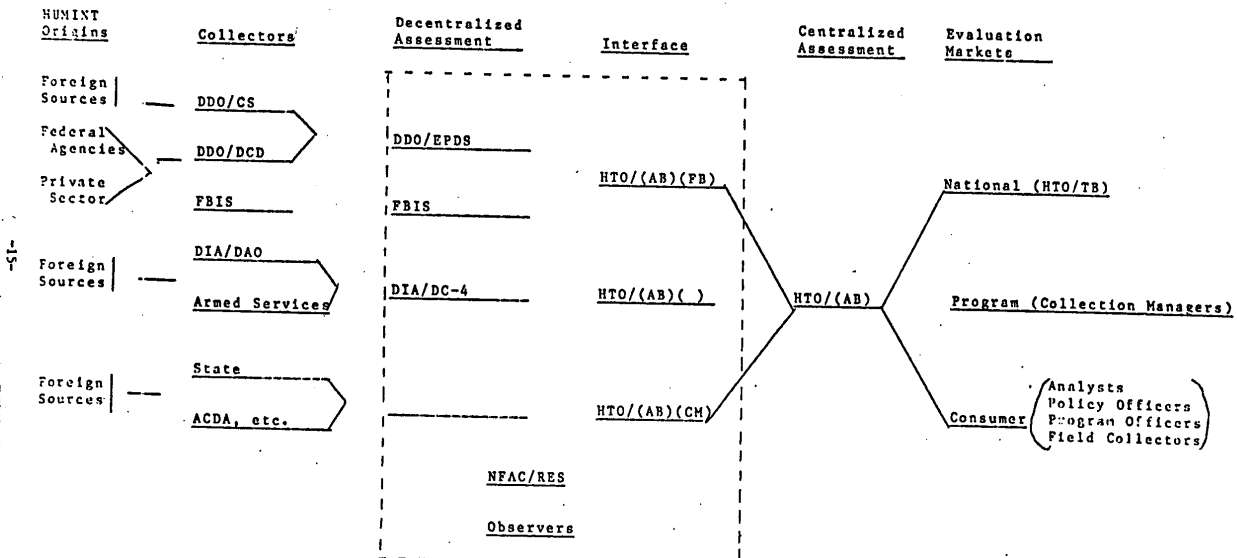 HUMINT
Origins
Collectors
Decentralized
Assessment
Interface
Centralized
Assessment
Evaluation
Markets
Foreign
Sources
DDO/CS
Federal
Agencies
DDO/DCD
DDO/EPDS
Private
Sector
FBIS
FBIS
HTO/(AB)(FB)
National (HTO/TB)
-15-
Foreign
Sources
DIA/DAO
Armed Services
DIA/DC-4
HTO/(AB)( )
HTO/(AB)
Program (Collection Managers)
Foreign
Sources
State
ACDA, etc.
HTO/(AB)(CM)
Consumer
Analysts
Policy Officers
Program Officers
Field Collectors
NFAC/RES
Observers